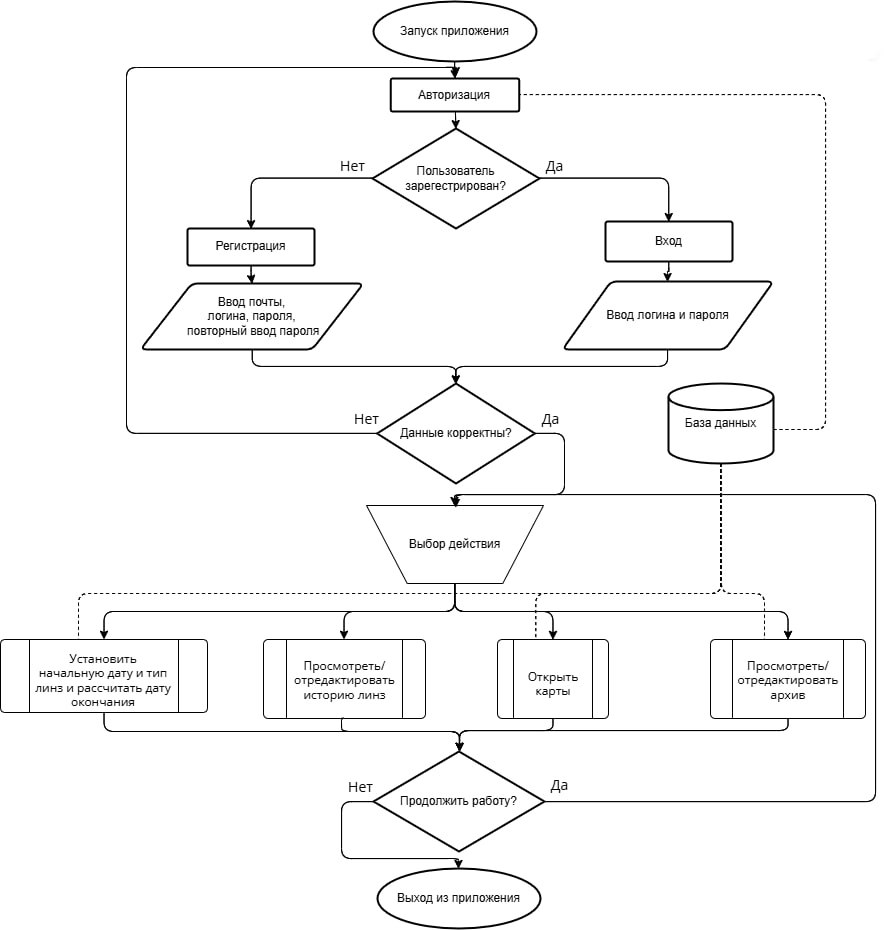 Запуск приложения
Авторизация
Нет
Да
Пользователь
зарегестрирован?
Регистрация
Вход
Ввод почты,
логина, пароля,
повторный ввод пароля
Ввод логина и пароля
Нет
Да
Данные корректны?
База данных
Выбор действия
Установить
начальную дату и тип
линз и рассчитать дату
окончания
Просмотреть/
отредактировать
историю линз
Открыть
карты
Просмотреть/
отредактировать
архив
Нет
Да
Продолжить работу?
Выход из приложения